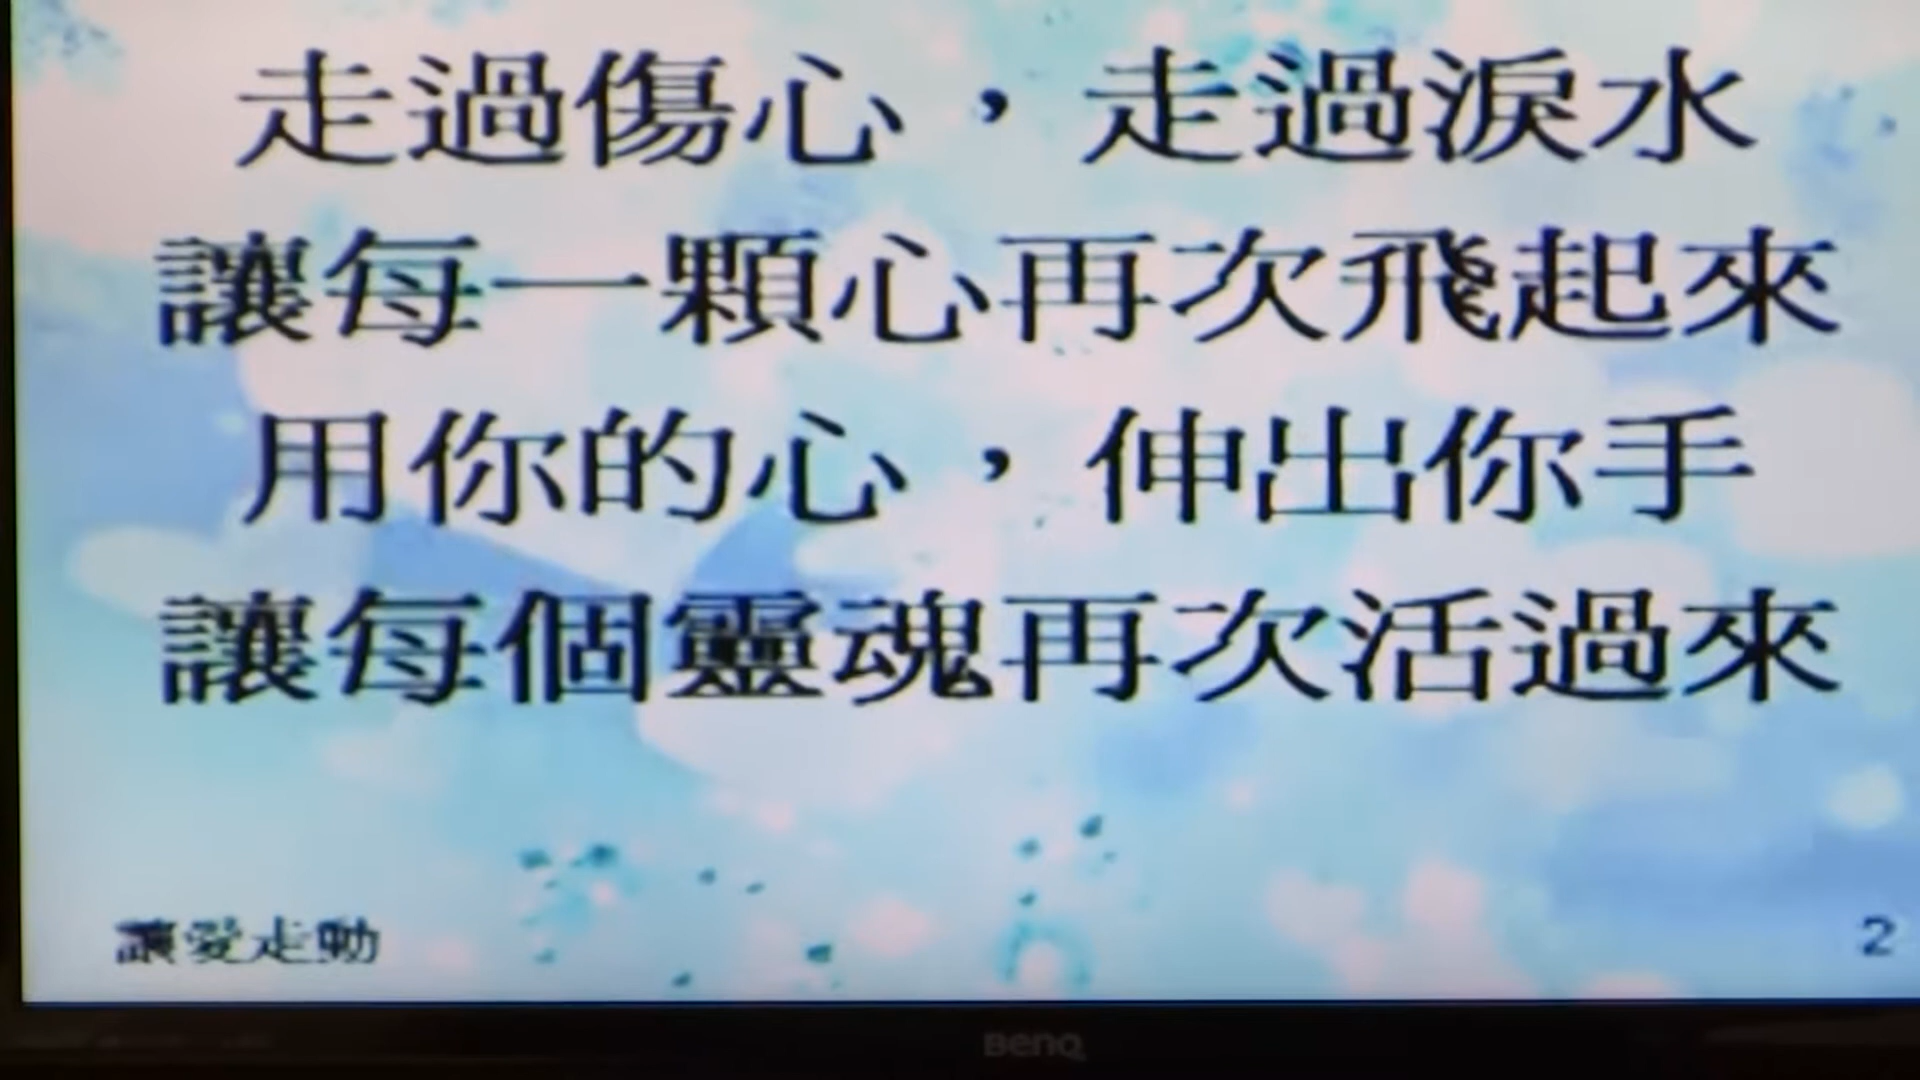 走過傷心，走過淚水
讓每一顆心再次飛起來
用你的心，伸出你手
讓每個靈魂再次活過來
讓愛走動
2
BenQ